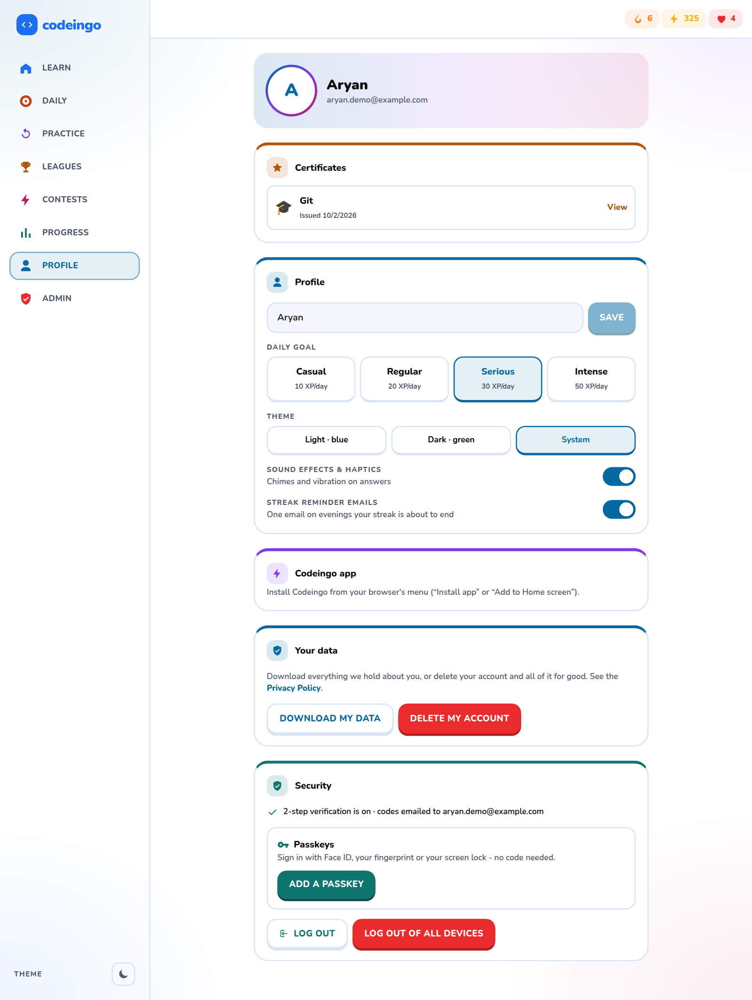 codeingo
6
325
4
LEARN
DAILY
PRACTICE
LEAGUES
CONTESTS
PROGRESS
PROFILE
ADMIN
A
Aryan
aryan.demo@example.com
Certificates
Git
Issued 10/2/2026
View
Profile
Aryan
SAVE
DAILY GOAL
Casual
10 XP/day
Regular
20 XP/day
Serious
30 XP/day
Intense
50 XP/day
THEME
Light · blue
Dark · green
System
SOUND EFFECTS & HAPTICS
Chimes and vibration on answers
STREAK REMINDER EMAILS
One email on evenings your streak is about to end
Codeingo app
Install Codeingo from your browser's menu (“Install app” or “Add to Home screen”).
Your data
Download everything we hold about you, or delete your account and all of it for good. See the
Privacy Policy.
DOWNLOAD MY DATA
DELETE MY ACCOUNT
Security
2-step verification is on · codes emailed to aryan.demo@example.com
Passkeys
Sign in with Face ID, your fingerprint or your screen lock - no code needed.
ADD A PASSKEY
LOG OUT
LOG OUT OF ALL DEVICES
THEME